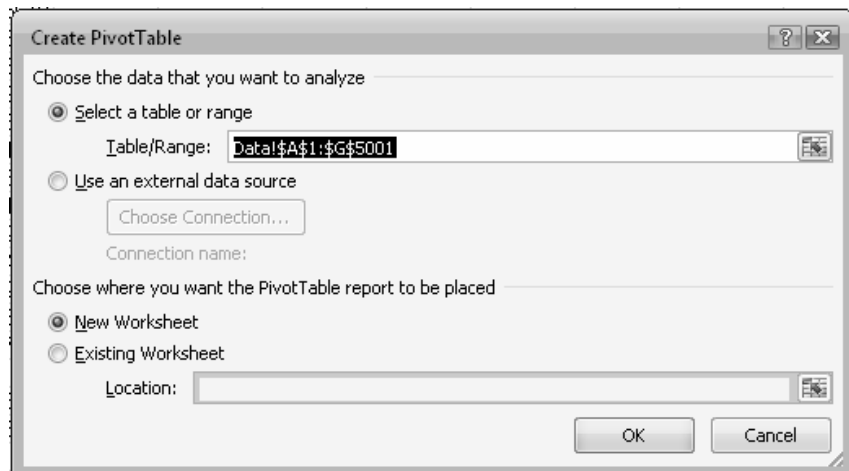 Create PivotTable
Choose the data that you want to analyze
Select a table or range
Table/Range: Data!$A$1:$G$5001
Use an external data source
Choose Connection...
Connection name:
Choose where you want the PivotTable report to be placed
New Worksheet
Existing Worksheet
Location:
OK Cancel